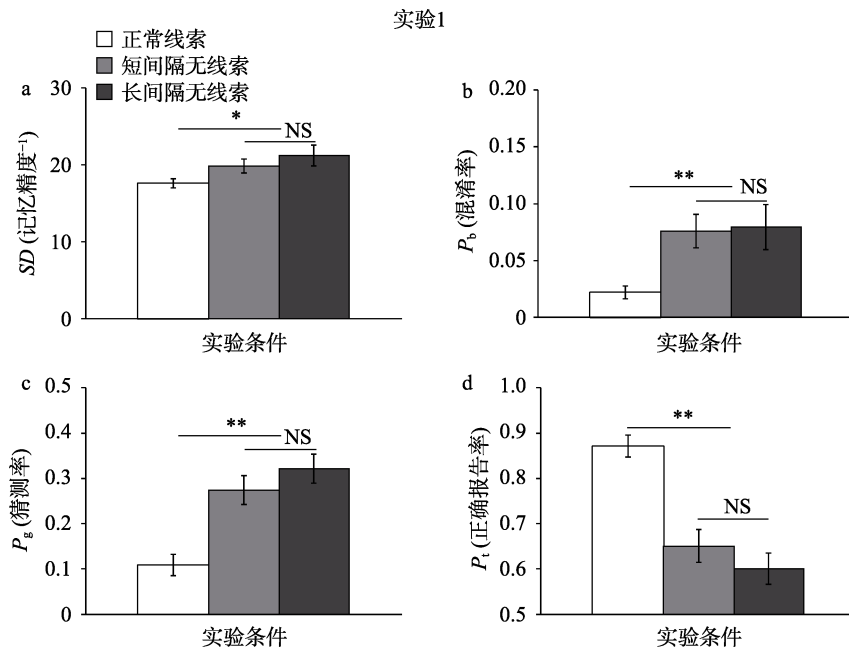 实验1
正常线索
短间隔无线索
长间隔无线索
a
30
20
10
0
SD (记忆精度⁻¹)
*
NS
实验条件
b
0.20
0.15
0.10
0.05
0
Pb (混淆率)
**
NS
实验条件
c
0.5
0.4
0.3
0.2
0.1
0
Pg (猜测率)
**
NS
实验条件
d
1.0
0.9
0.8
0.7
0.6
0.5
Pt (正确报告率)
**
NS
实验条件